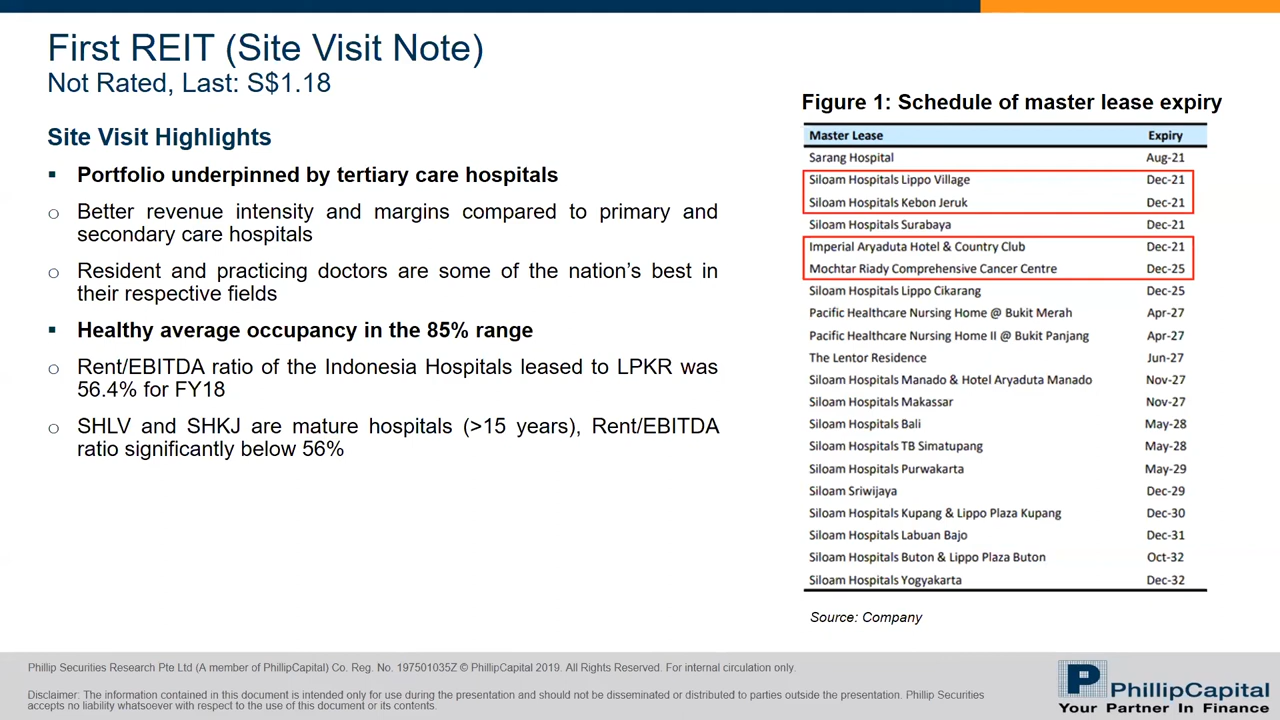 First REIT (Site Visit Note)
Not Rated, Last: S$1.18
Site Visit Highlights
▪ Portfolio underpinned by tertiary care hospitals
o Better revenue intensity and margins compared to primary and
secondary care hospitals
o Resident and practicing doctors are some of the nation’s best in
their respective fields
▪ Healthy average occupancy in the 85% range
o Rent/EBITDA ratio of the Indonesia Hospitals leased to LPKR was
56.4% for FY18
o SHLV and SHKJ are mature hospitals (>15 years), Rent/EBITDA
ratio significantly below 56%
Figure 1: Schedule of master lease expiry
Master Lease Expiry
Sarang Hospital Aug-21
Siloam Hospitals Lippo Village Dec-21
Siloam Hospitals Kebon Jeruk Dec-21
Siloam Hospitals Surabaya Dec-21
Imperial Aryaduta Hotel & Country Club Dec-21
Mochtar Riady Comprehensive Cancer Centre Dec-25
Siloam Hospitals Lippo Cikarang Dec-25
Pacific Healthcare Nursing Home @ Bukit Merah Apr-27
Pacific Healthcare Nursing Home II @ Bukit Panjang Apr-27
The Lentor Residence Jun-27
Siloam Hospitals Manado & Hotel Aryaduta Manado Nov-27
Siloam Hospitals Makassar Nov-27
Siloam Hospitals Bali May-28
Siloam Hospitals TB Simatupang May-28
Siloam Hospitals Purwakarta May-29
Siloam Sriwijaya Dec-29
Siloam Hospitals Kupang & Lippo Plaza Kupang Dec-30
Siloam Hospitals Labuan Bajo Dec-31
Siloam Hospitals Buton & Lippo Plaza Buton Oct-32
Siloam Hospitals Yogyakarta Dec-32
Source: Company
Phillip Securities Research Pte Ltd (A member of PhillipCapital) Co. Reg. No. 197501035Z © PhillipCapital 2019. All Rights Reserved. For internal circulation only.
Disclaimer: The information contained in this document is intended only for use during the presentation and should not be disseminated or distributed to parties outside the presentation. Phillip Securities
accepts no liability whatsoever with respect to the use of this document or its contents.
P PhillipCapital
Your Partner In Finance